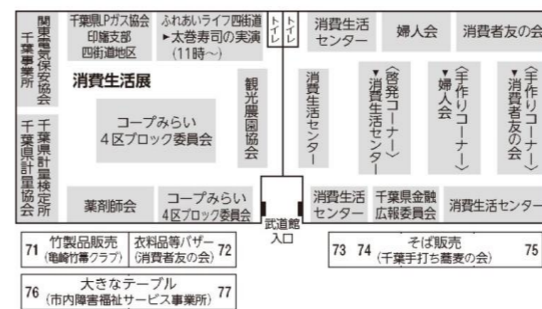 関東電気保安協会
千葉事業所
千葉県LPガス協会
印旛支部
四街道地区
ふれあいライフ四街道
▶太巻寿司の実演
(11時~)
トイレ
トイレ
消費生活
センター
婦人会
消費者友の会
消費生活展
コープみらい
4区ブロック委員会
観光農園協会
消費生活センター
〈啓発コーナー〉
▼消費生活センター
〈手作りコーナー〉
▼婦人会
〈手作りコーナー〉
▼消費者友の会
千葉県計量検定所
千葉県計量協会
薬剤師会
コープみらい
4区ブロック委員会
武道館
入口
消費生活
センター
千葉県金融
広報委員会
消費生活センター
71 竹製品販売
(亀崎竹幕クラブ)
衣料品等バザー 72
(消費者友の会)
73 74 そば販売 75
(千葉手打ち蕎麦の会)
76 大きなテーブル 77
(市内障害福祉サービス事業所)